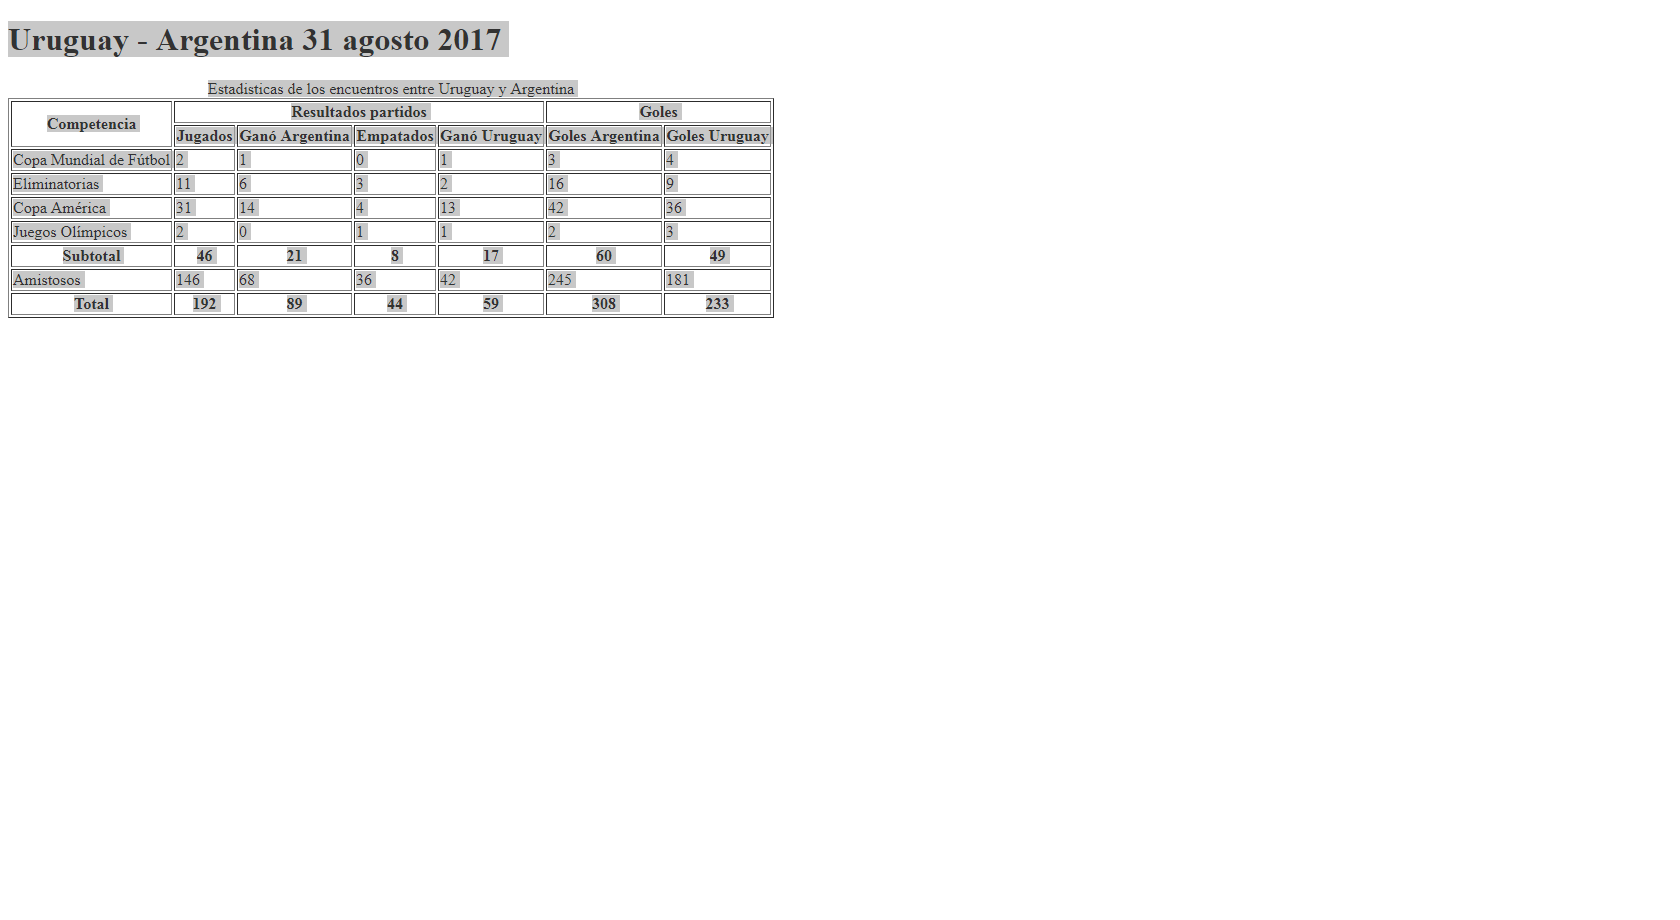 Uruguay - Argentina 31 agosto 2017
Estadísticas de los encuentros entre Uruguay y Argentina
Competencia Resultados partidos Goles
Jugados Ganó Argentina Empatados Ganó Uruguay Goles Argentina Goles Uruguay
Copa Mundial de Fútbol 2 1 0 1 3 4
Eliminatorias 11 6 3 2 16 9
Copa América 31 14 4 13 42 36
Juegos Olímpicos 2 0 1 1 2 3
Subtotal 46 21 8 17 60 49
Amistosos 146 68 36 42 245 181
Total 192 89 44 59 308 233